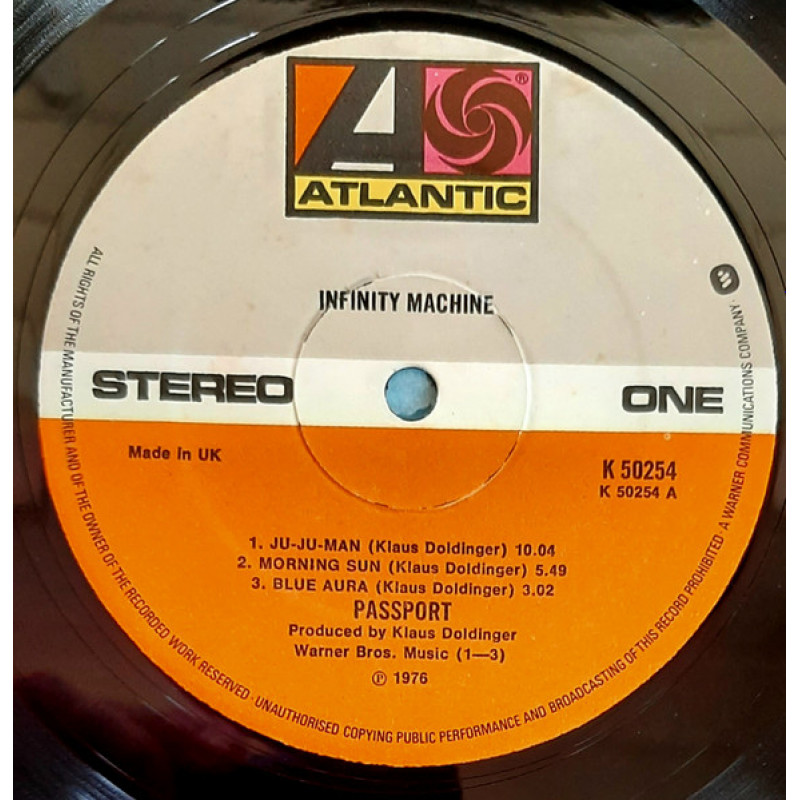 A ®
ATLANTIC
INFINITY MACHINE
STEREO
ONE
Made in UK
K 50254
K 50254 A
1. JU-JU-MAN (Klaus Doldinger) 10.04
2. MORNING SUN (Klaus Doldinger) 5.49
3. BLUE AURA (Klaus Doldinger) 3.02
PASSPORT
Produced by Klaus Doldinger
Warner Bros. Music (1—3)
℗ 1976
ALL RIGHTS OF THE MANUFACTURER AND OF THE OWNER OF THE RECORDED WORK RESERVED · UNAUTHORISED COPYING PUBLIC PERFORMANCE AND BROADCASTING OF THIS RECORD PROHIBITED · A WARNER COMMUNICATIONS COMPANY ·